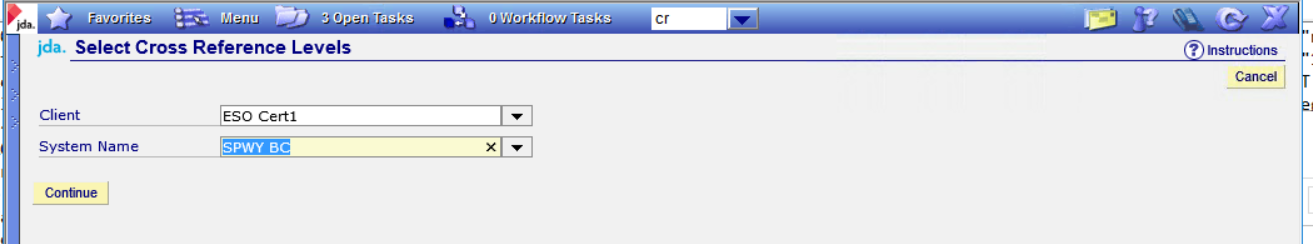 jda. Favorites Menu 3 Open Tasks 0 Workflow Tasks cr
jda. Select Cross Reference Levels
? Instructions
Cancel
Client ESO Cert1
System Name SPWY BC
Continue